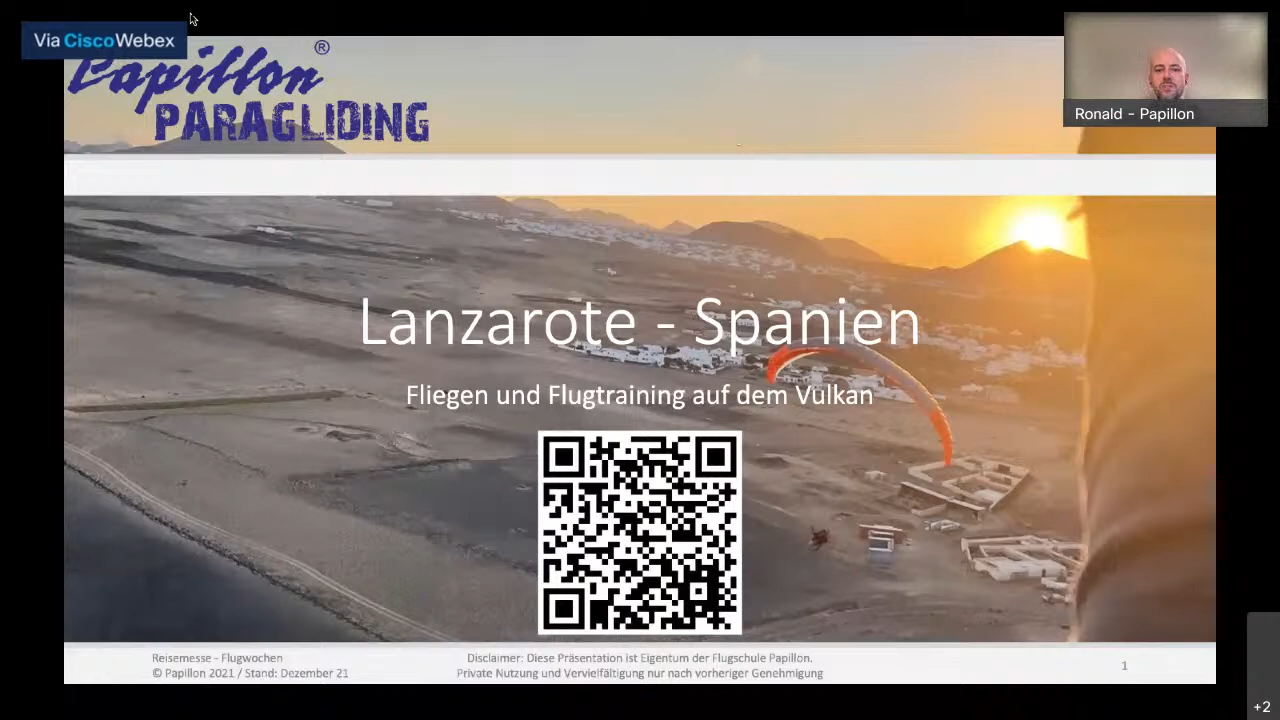 Via CiscoWebex
Papillon ®
PARAGLIDING
Ronald - Papillon
Lanzarote - Spanien
Fliegen und Flugtraining auf dem Vulkan
Reisemesse - Flugwochen
© Papillon 2021 / Stand: Dezember 21
Disclaimer: Diese Präsentation ist Eigentum der Flugschule Papillon.
Private Nutzung und Vervielfältigung nur nach vorheriger Genehmigung
1
+2